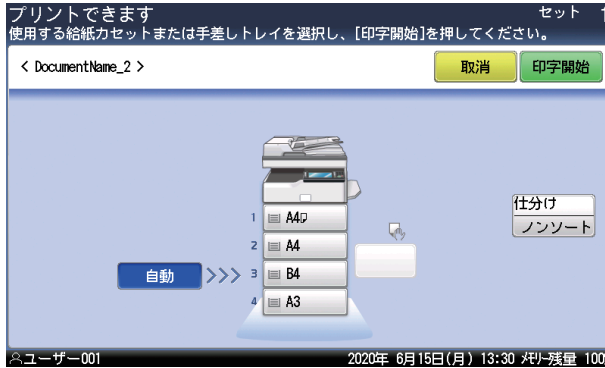 プリントできます セット 1
使用する給紙カセットまたは手差しトレイを選択し、[印字開始]を押してください。
< DocumentName_2 > 取消 印字開始
1 A4
2 A4
自動 >>> 3 B4
4 A3
仕分け
ノンソート
ユーザー001 2020年 6月15日(月) 13:30 メモリー残量 100